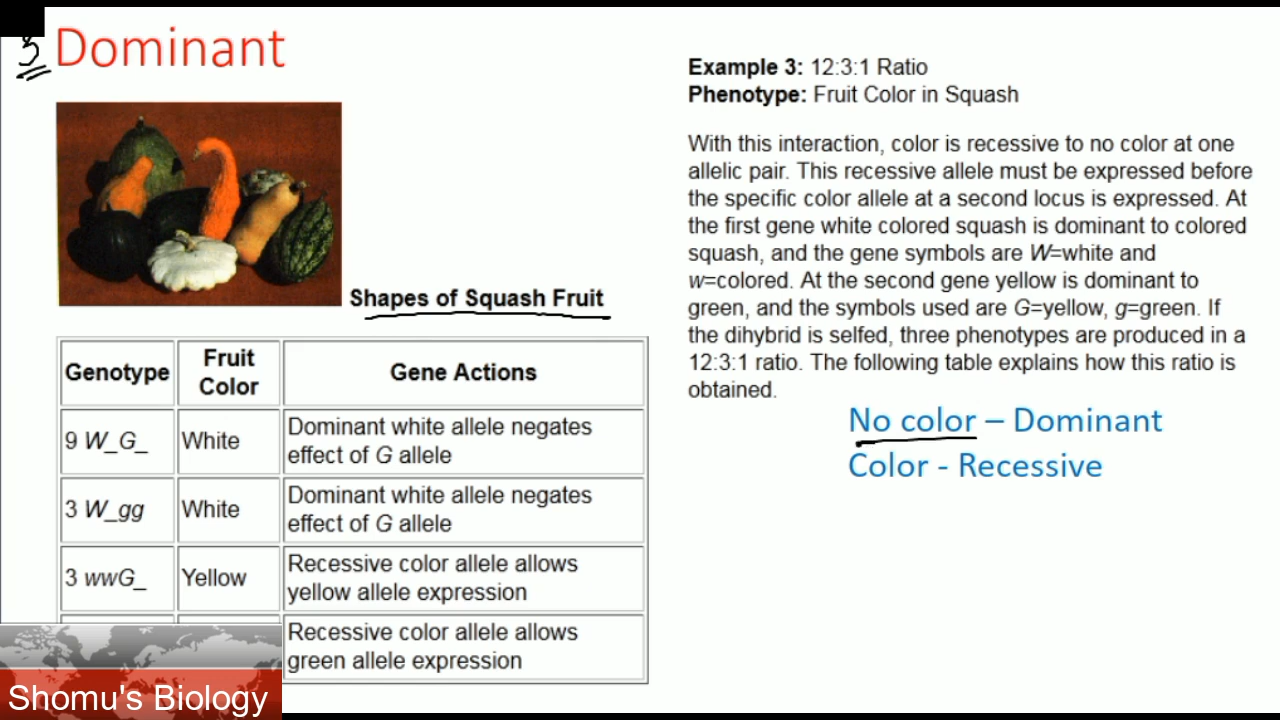 3 Dominant
Example 3: 12:3:1 Ratio
Phenotype: Fruit Color in Squash
With this interaction, color is recessive to no color at one
allelic pair. This recessive allele must be expressed before
the specific color allele at a second locus is expressed. At
the first gene white colored squash is dominant to colored
squash, and the gene symbols are W=white and
w=colored. At the second gene yellow is dominant to
green, and the symbols used are G=yellow, g=green. If
the dihybrid is selfed, three phenotypes are produced in a
12:3:1 ratio. The following table explains how this ratio is
obtained.
No color – Dominant
Color - Recessive
Shapes of Squash Fruit
Genotype
Fruit
Color
Gene Actions
9 W_G_
White
Dominant white allele negates
effect of G allele
3 W_gg
White
Dominant white allele negates
effect of G allele
3 wwG_
Yellow
Recessive color allele allows
yellow allele expression
Recessive color allele allows
green allele expression
Shomu's Biology